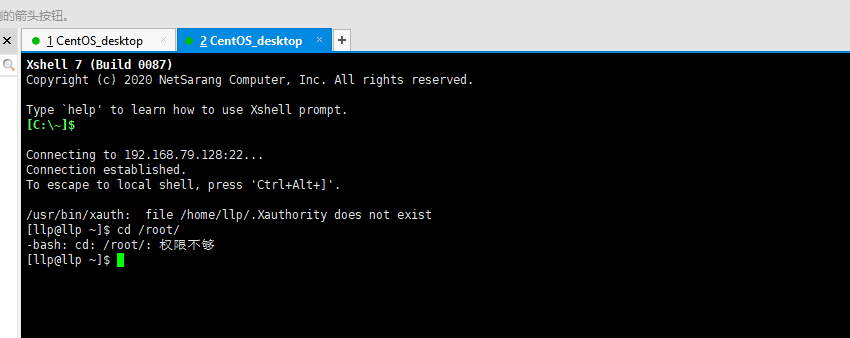 的箭头按钮。
1 CentOS_desktop
2 CentOS_desktop
Xshell 7 (Build 0087)
Copyright (c) 2020 NetSarang Computer, Inc. All rights reserved.
Type `help' to learn how to use Xshell prompt.
[C:\~]$
Connecting to 192.168.79.128:22...
Connection established.
To escape to local shell, press 'Ctrl+Alt+]'.
/usr/bin/xauth:  file /home/llp/.Xauthority does not exist
[llp@llp ~]$ cd /root/
-bash: cd: /root/: 权限不够
[llp@llp ~]$